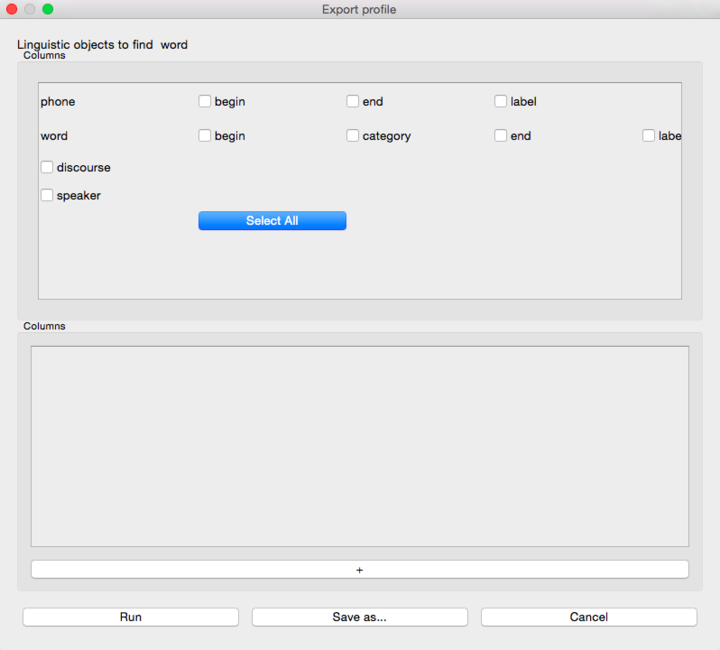 Export profile
Linguistic objects to find word
Columns
phone begin end label
word begin category end labe
discourse
speaker
Select All
Columns
+
Run Save as... Cancel